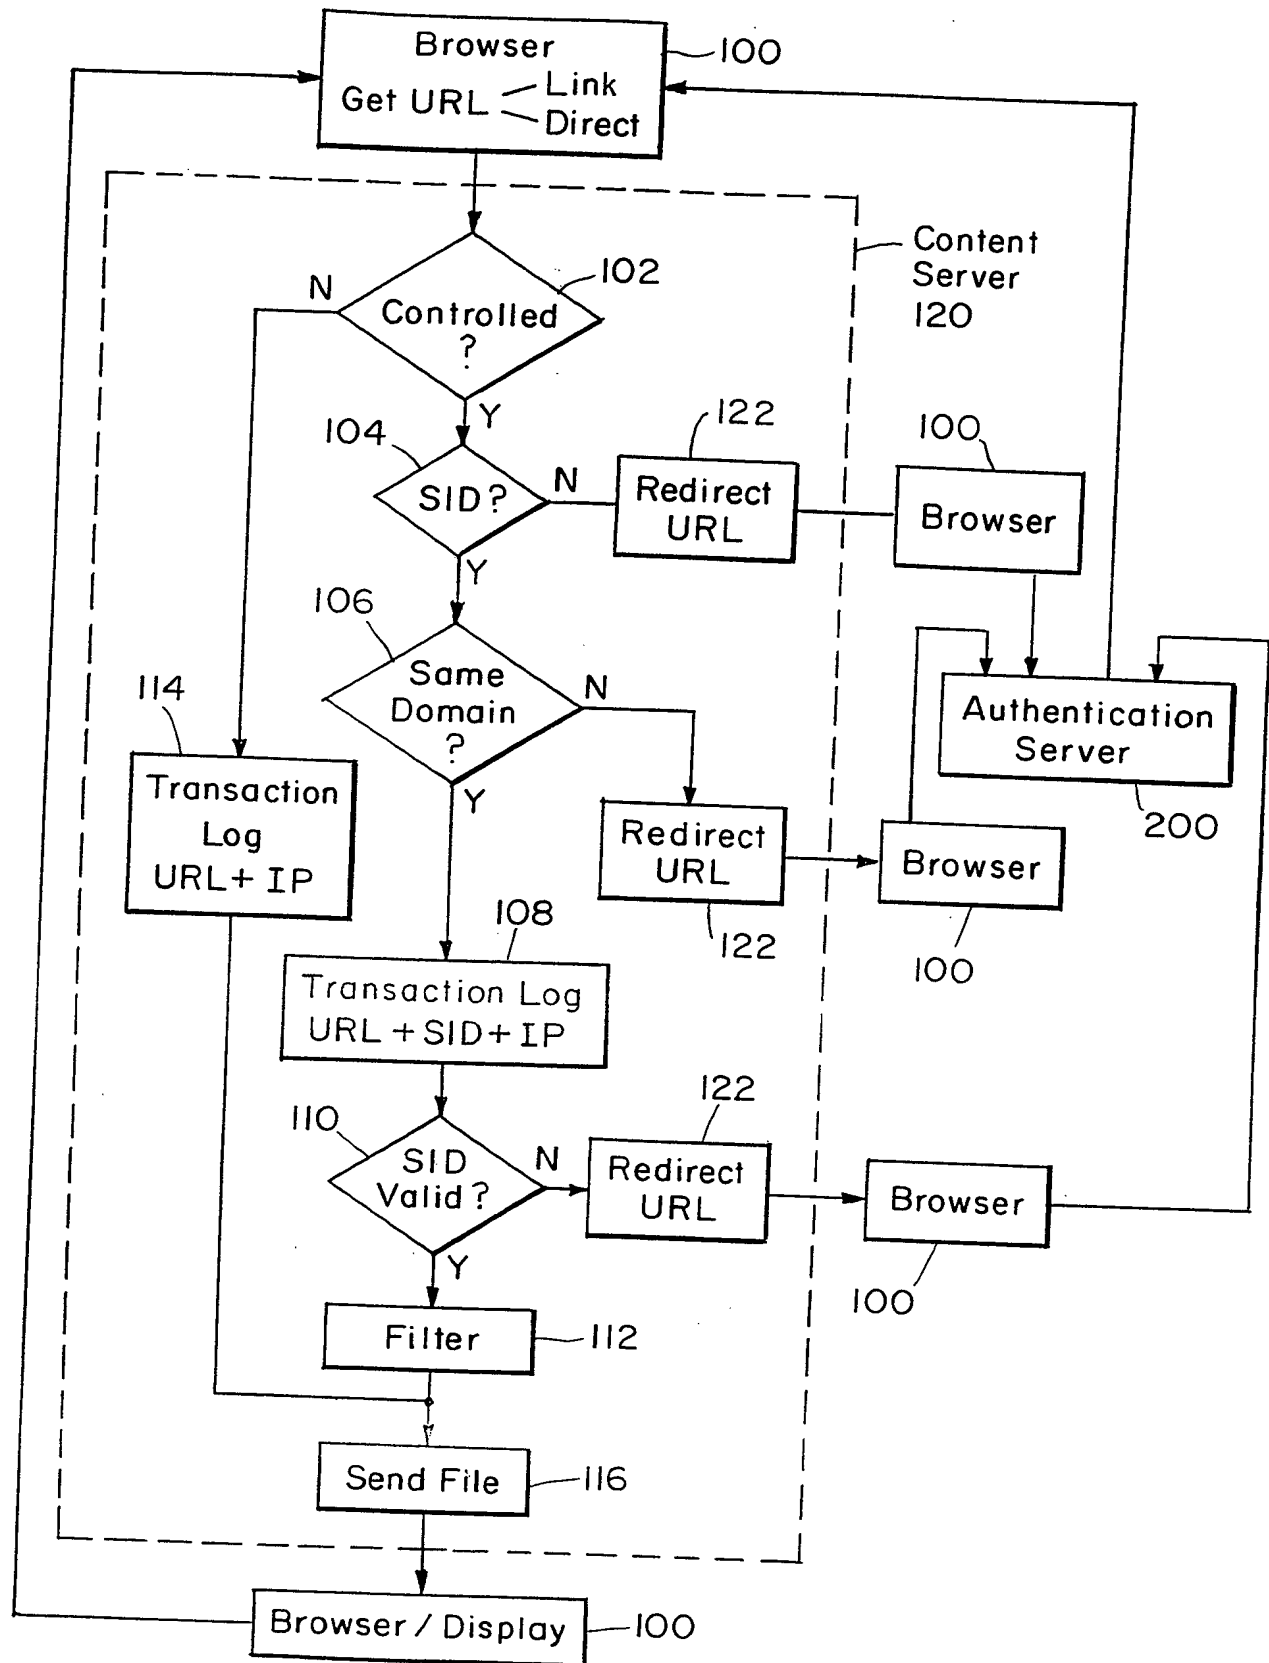 Browser
100
Get URL
Link
Direct
Content
Server
120
102
N
Controlled
?
Y
104
SID?
N
122
Redirect
URL
100
Browser
Y
106
Same
Domain
?
N
Y
114
Transaction
Log
URL + IP
Authentication
Server
200
Redirect
URL
122
Browser
100
108
Transaction Log
URL + SID + IP
110
SID
Valid?
N
122
Redirect
URL
Browser
100
Y
Filter
112
Send File
116
Browser / Display
100